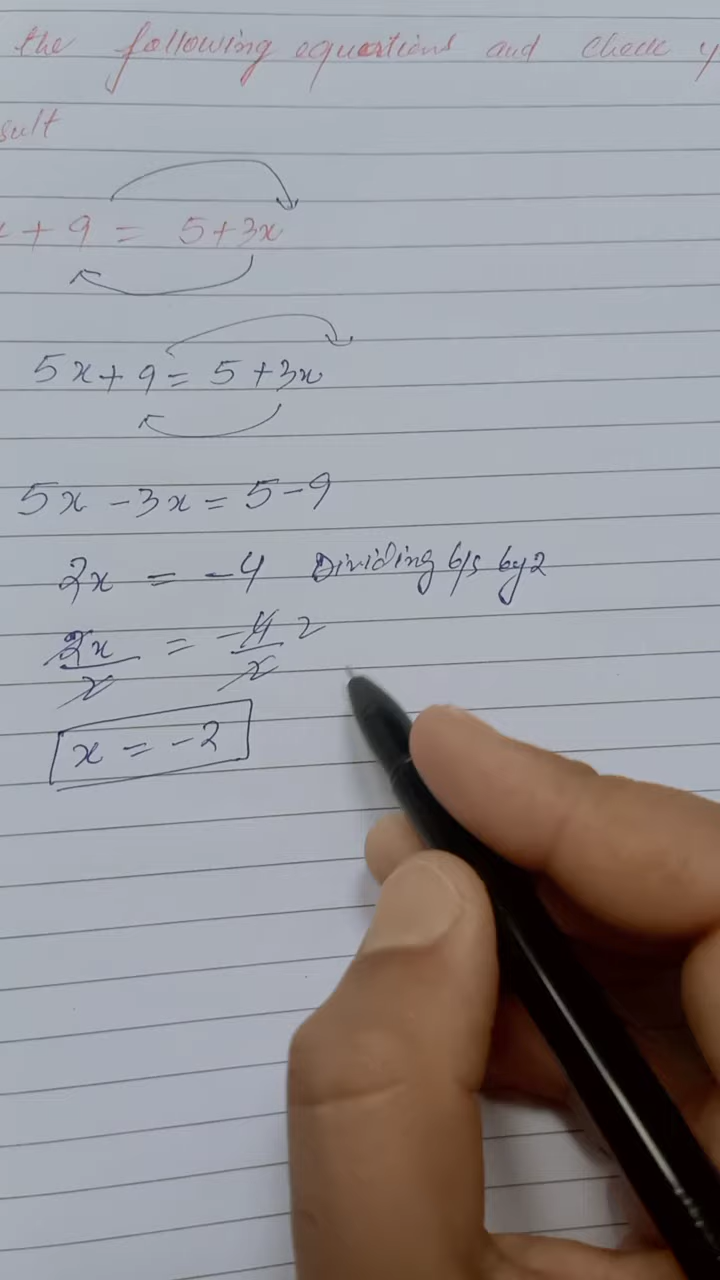 the following equations and check y
sult
x + 9 = 5+3x
5x+9 = 5+3x
5x -3x = 5-9
2x = -4 Dividing b/s by 2
2x/2 = -4/2 2
x = -2